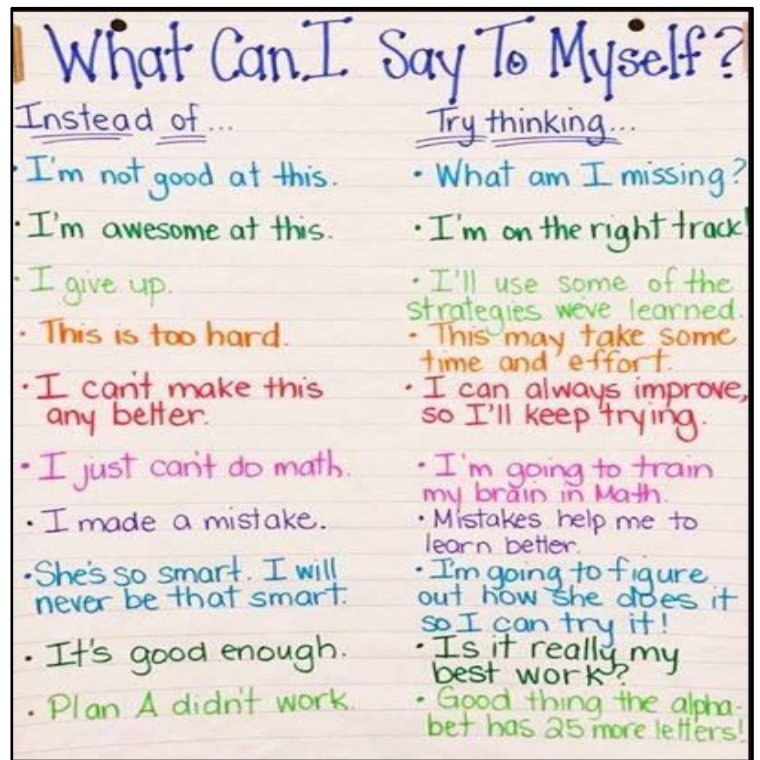 What Can I Say To Myself?
Instead of...
Try thinking...
• I'm not good at this.
• What am I missing?
• I'm awesome at this.
• I'm on the right track!
• I give up.
• I'll use some of the
strategies we've learned.
• This is too hard.
• This may take some
time and effort.
• I can't make this
any better.
• I can always improve,
so I'll keep trying.
• I just can't do math.
• I'm going to train
my brain in Math.
• I made a mistake.
• Mistakes help me to
learn better.
• She's so smart. I will
never be that smart.
• I'm going to figure
out how she does it
so I can try it!
• It's good enough.
• Is it really my
best work?
• Plan A didn't work.
• Good thing the alpha-
bet has 25 more letters!